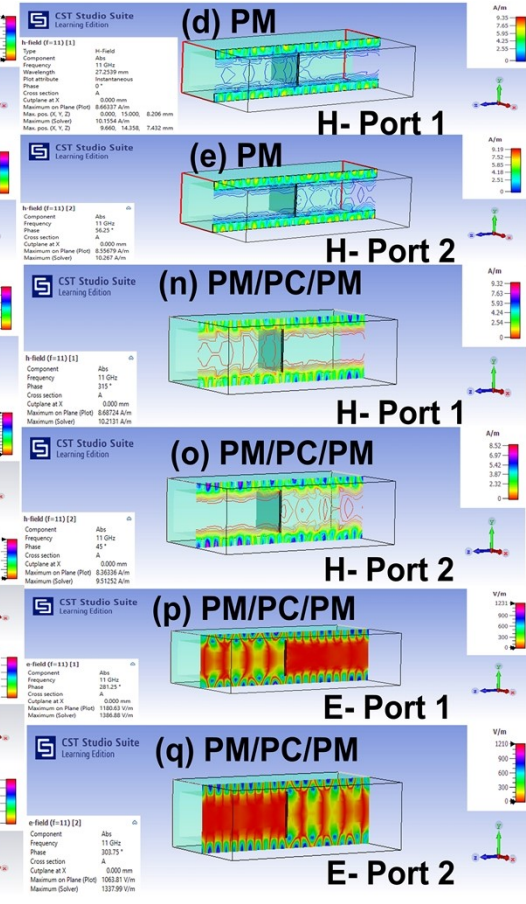 CST Studio Suite
Learning Edition
(d) PM
A/m
9.35
7.65
5.95
4.25
2.55
0
h-field (f=11) [1]
Type H-Field
Component Abs
Frequency 11 GHz
Wavelength 27.2539 mm
Plot attribute Instantaneous
Phase 0°
Cross section A
Cutplane at X 0.000 mm
Maximum on Plane (Plot) 8.66337 A/m
Max. pos. (X, Y, Z) 0.000, 15.000, 8.206 mm
Maximum (Solver) 10.1554 A/m
Max. pos. (X, Y, Z) 9.660, 14.358, 7.432 mm
H- Port 1
CST Studio Suite
Learning Edition
(e) PM
A/m
9.19
7.52
5.85
4.18
2.51
0
h-field (f=11) [2]
Component Abs
Frequency 11 GHz
Phase 56.25°
Cross section A
Cutplane at X 0.000 mm
Maximum on Plane (Plot) 8.55679 A/m
Maximum (Solver) 10.267 A/m
H- Port 2
CST Studio Suite
Learning Edition
(n) PM/PC/PM
A/m
9.32
7.63
5.93
4.24
2.54
0
h-field (f=11) [1]
Component Abs
Frequency 11 GHz
Phase 315°
Cross section A
Cutplane at X 0.000 mm
Maximum on Plane (Plot) 8.68724 A/m
Maximum (Solver) 10.2131 A/m
H- Port 1
CST Studio Suite
Learning Edition
(o) PM/PC/PM
A/m
8.52
6.97
5.42
3.87
2.32
0
h-field (f=11) [2]
Component Abs
Frequency 11 GHz
Phase 45°
Cross section A
Cutplane at X 0.000 mm
Maximum on Plane (Plot) 8.36336 A/m
Maximum (Solver) 9.51252 A/m
H- Port 2
CST Studio Suite
Learning Edition
(p) PM/PC/PM
V/m
1231
900
600
300
0
e-field (f=11) [1]
Component Abs
Frequency 11 GHz
Phase 281.25°
Cross section A
Cutplane at X 0.000 mm
Maximum on Plane (Plot) 1180.63 V/m
Maximum (Solver) 1386.88 V/m
E- Port 1
CST Studio Suite
Learning Edition
(q) PM/PC/PM
V/m
1210
900
600
300
0
e-field (f=11) [2]
Component Abs
Frequency 11 GHz
Phase 303.75°
Cross section A
Cutplane at X 0.000 mm
Maximum on Plane (Plot) 1063.81 V/m
Maximum (Solver) 1337.99 V/m
E- Port 2